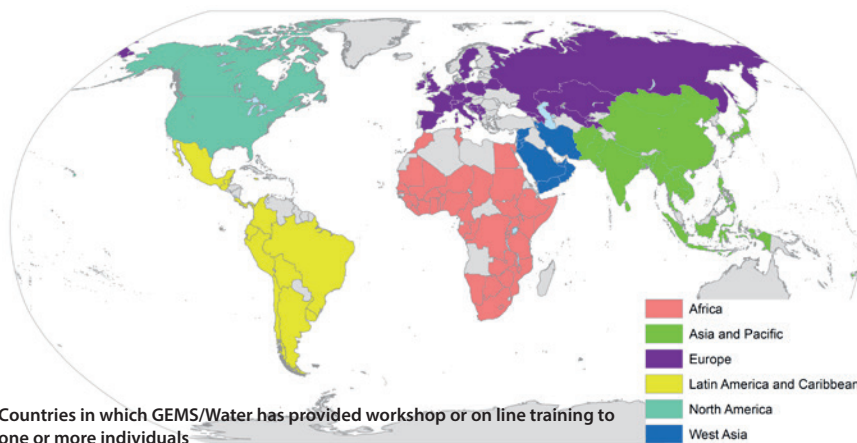 Africa
Asia and Pacific
Europe
Latin America and Caribbean
North America
West Asia
Countries in which GEMS/Water has provided workshop or on line training to
one or more individuals